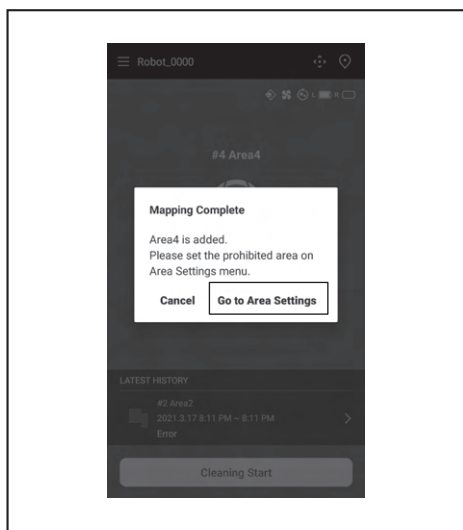 Robot_0000
L R
#4 Area4
Mapping Complete
Area4 is added.
Please set the prohibited area on
Area Settings menu.
Cancel Go to Area Settings
LATEST HISTORY
#2 Area2
2021.3.17 8:11 PM ~ 8:11 PM
Error
Cleaning Start